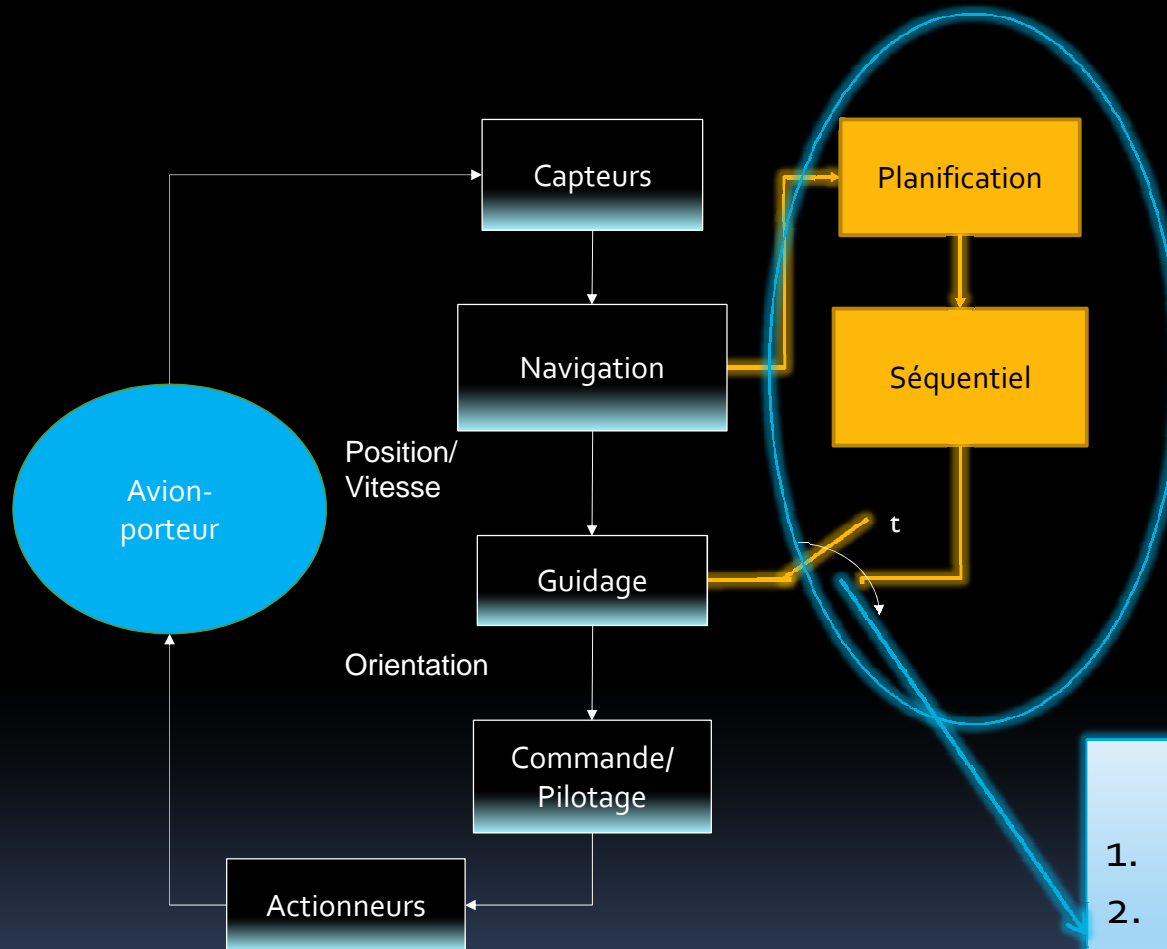 Capteurs
Planification
Navigation
Séquentiel
Position/
Vitesse
Avion-
porteur
t
Guidage
Orientation
Commande/
Pilotage
Actionneurs
1.
2.